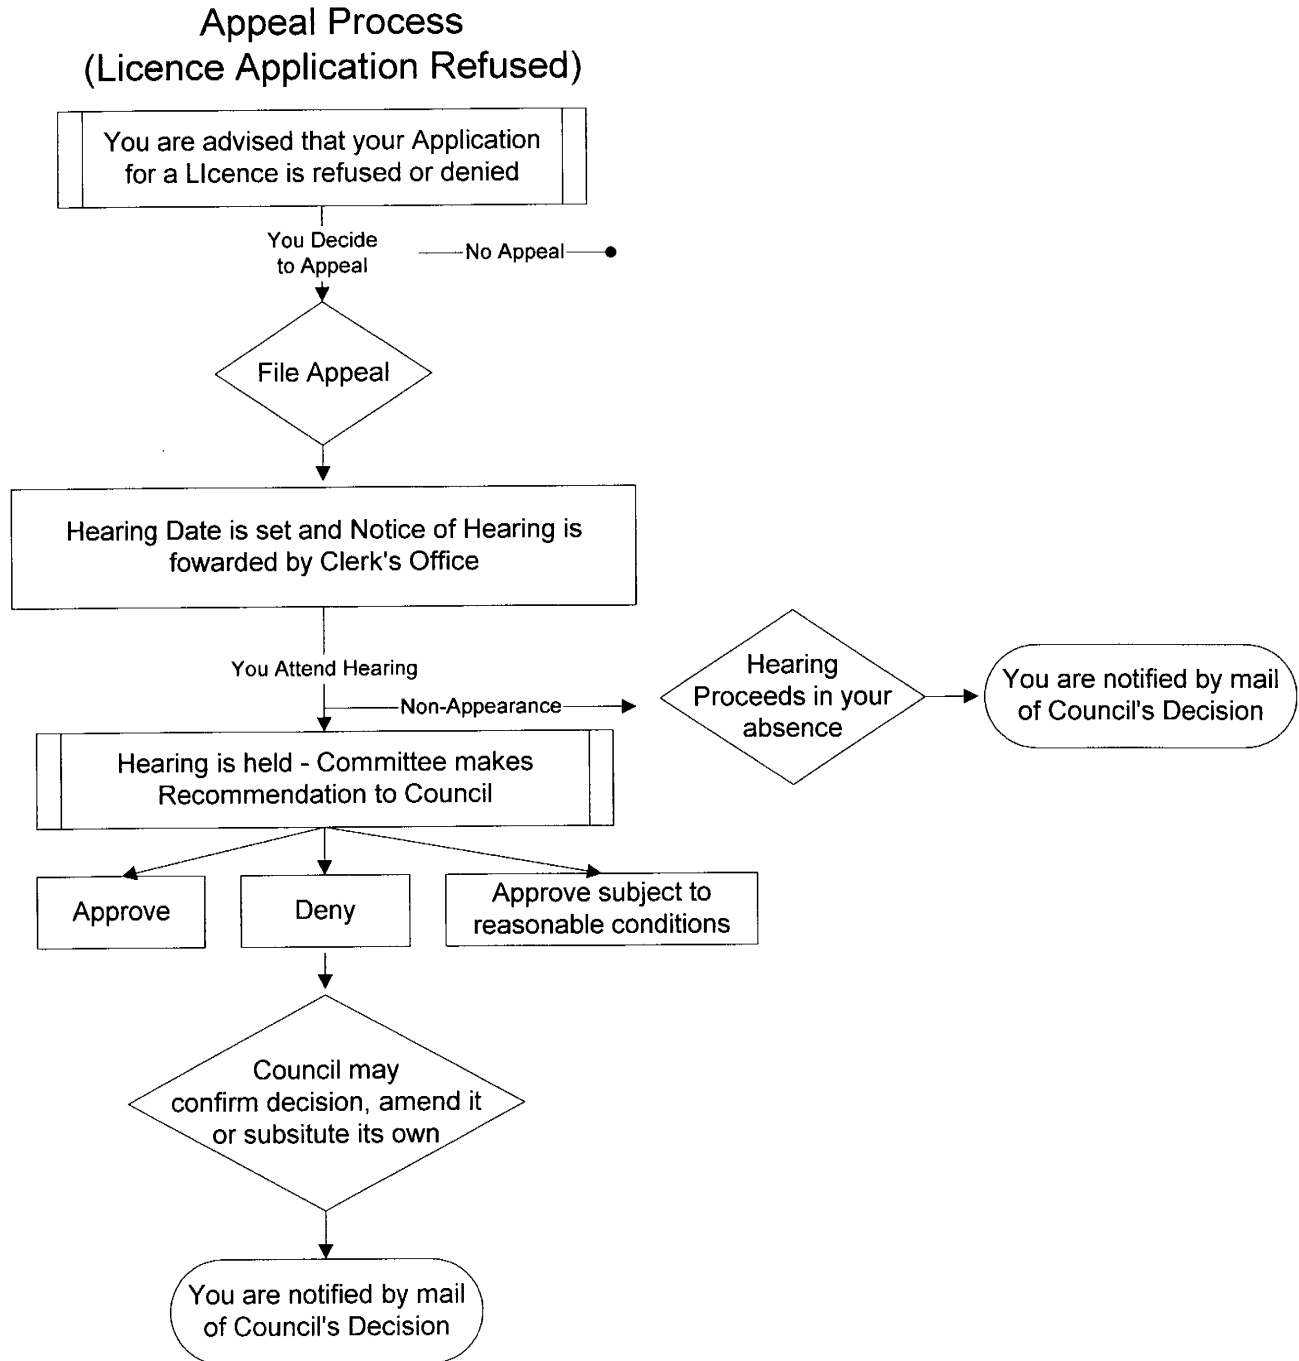 Appeal Process
(Licence Application Refused)
You are advised that your Application
for a LIcence is refused or denied
You Decide
to Appeal
No Appeal
File Appeal
Hearing Date is set and Notice of Hearing is
fowarded by Clerk's Office
You Attend Hearing
Non-Appearance
Hearing
Proceeds in your
absence
You are notified by mail
of Council's Decision
Hearing is held - Committee makes
Recommendation to Council
Approve
Deny
Approve subject to
reasonable conditions
Council may
confirm decision, amend it
or subsitute its own
You are notified by mail
of Council's Decision